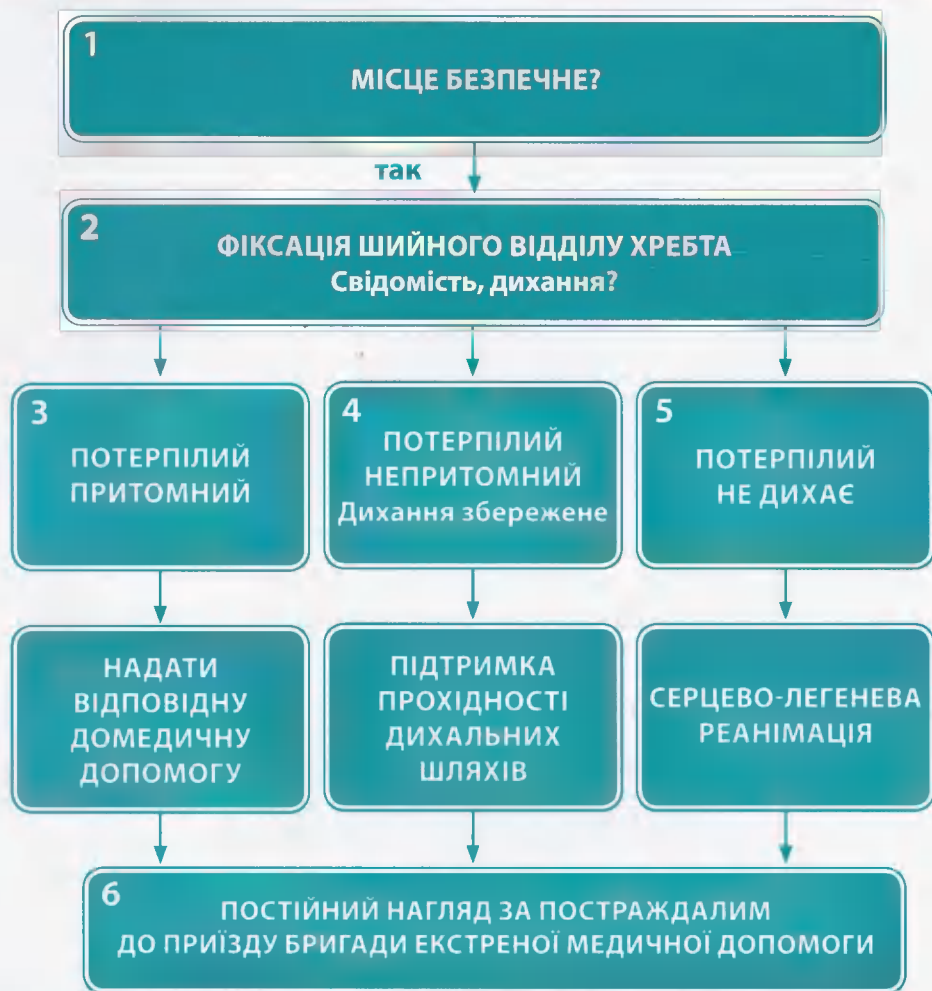 1
МІСЦЕ БЕЗПЕЧНЕ?
так
2
ФІКСАЦІЯ ШИЙНОГО ВІДДІЛУ ХРЕБТА
Свідомість, дихання?
3
ПОТЕРПІЛИЙ
ПРИТОМНИЙ
4
ПОТЕРПІЛИЙ
НЕПРИТОМНИЙ
Дихання збережене
5
ПОТЕРПІЛИЙ
НЕ ДИХАЄ
НАДАТИ
ВІДПОВІДНУ
ДОМЕДИЧНУ
ДОПОМОГУ
ПІДТРИМКА
ПРОХІДНОСТІ
ДИХАЛЬНИХ
ШЛЯХІВ
СЕРЦЕВО-ЛЕГЕНЕВА
РЕАНІМАЦІЯ
6
ПОСТІЙНИЙ НАГЛЯД ЗА ПОСТРАЖДАЛИМ
ДО ПРИЇЗДУ БРИГАДИ ЕКСТРЕНОЇ МЕДИЧНОЇ ДОПОМОГИ